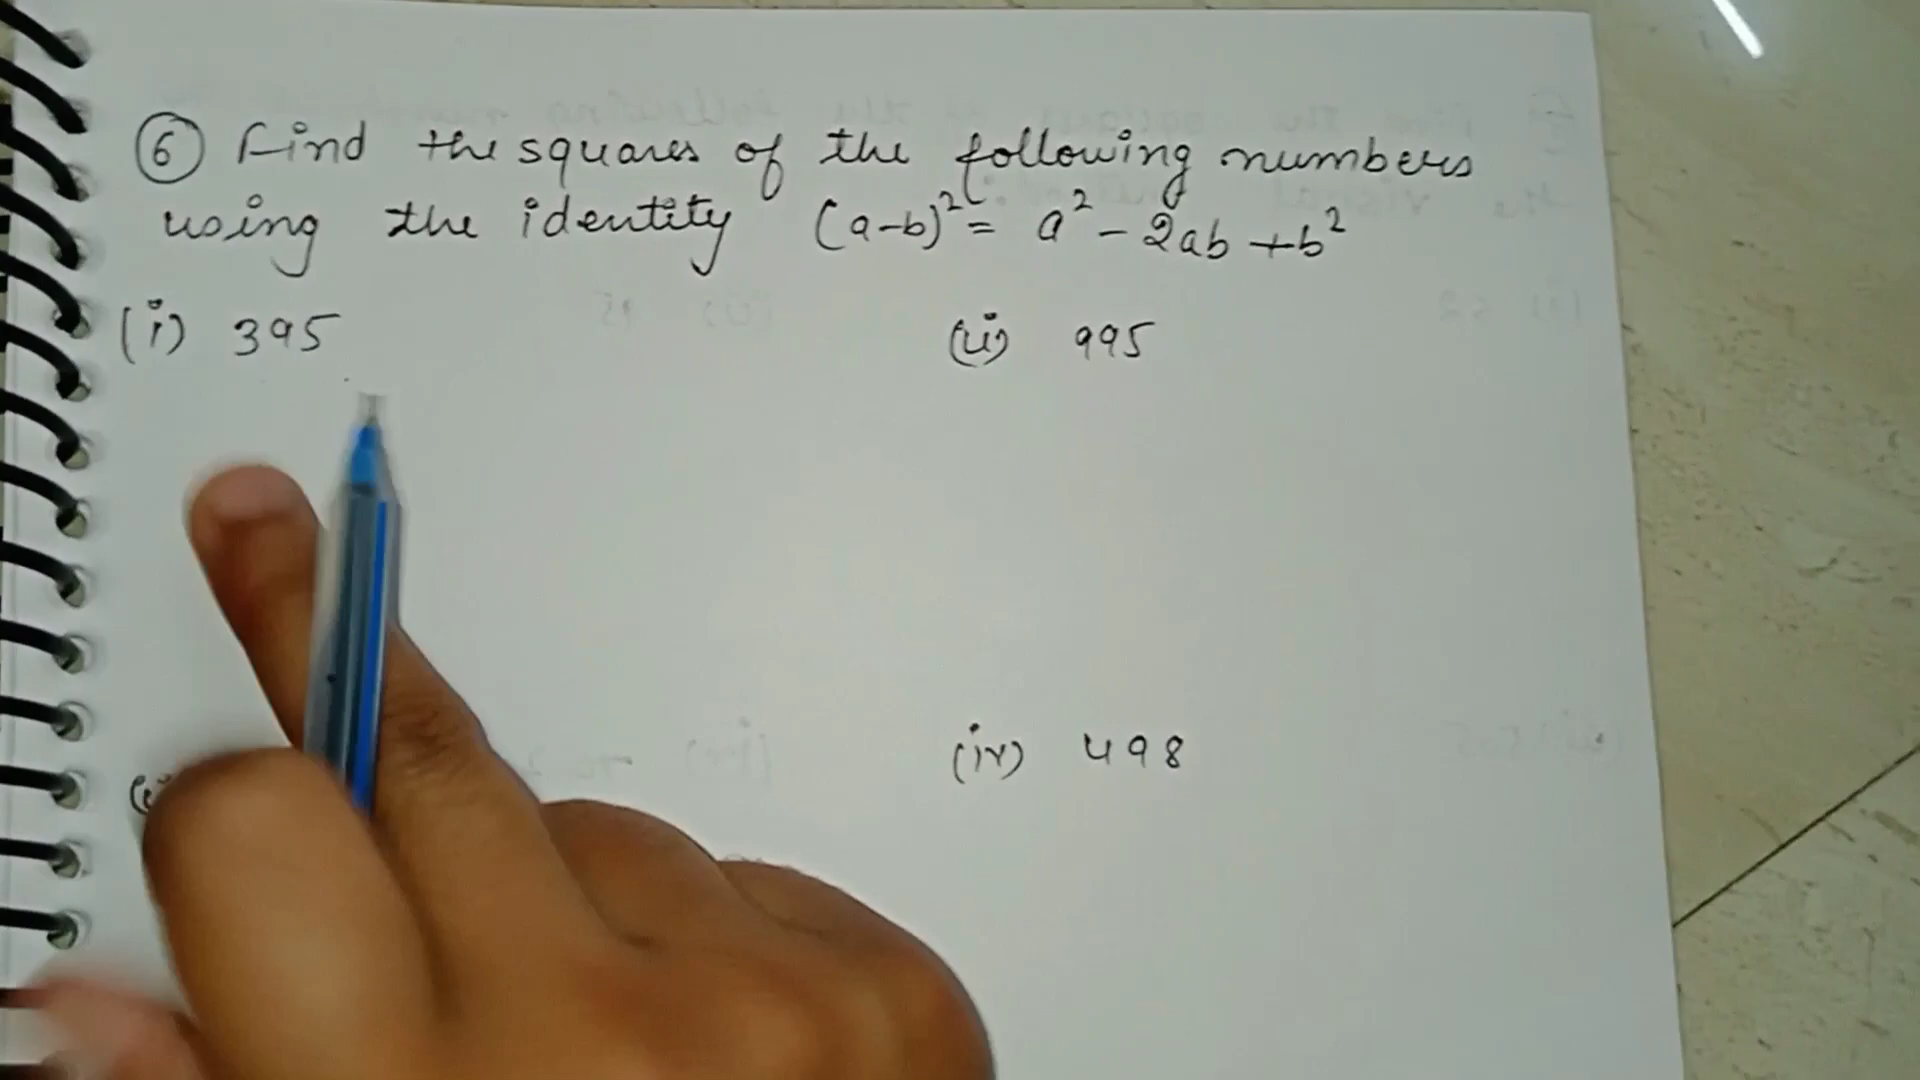 6 Find the squares of the following numbers
using the identity (a-b)² = a² - 2ab + b²
(i) 395
(ii) 995
(iv) 498